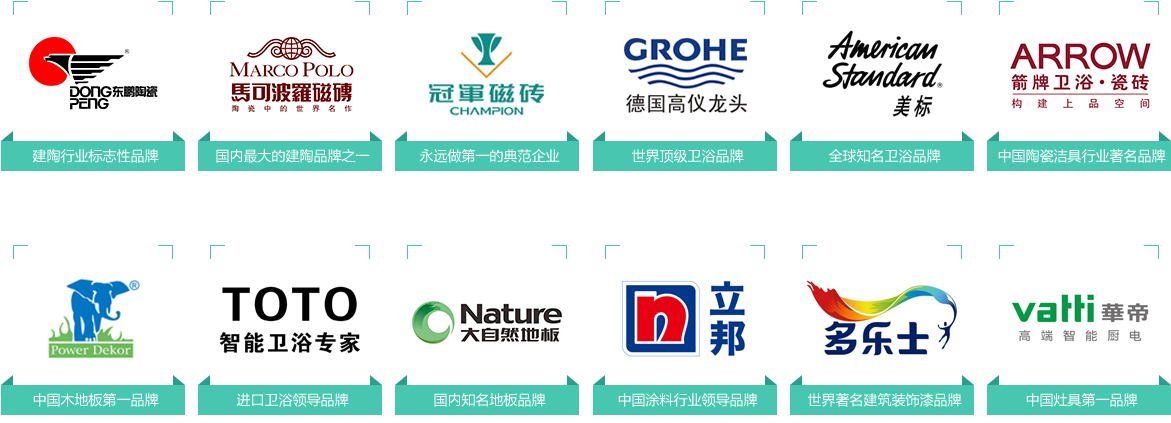 DONG
PENG
东鹏陶瓷
®
建陶行业标志性品牌
MARCO POLO
馬可波羅磁磚
陶瓷中的世界名作
国内最大的建陶品牌之一
冠軍磁砖
CHAMPION
永远做第一的典范企业
GROHE
德国高仪龙头
世界顶级卫浴品牌
American
Standard®
美标
全球知名卫浴品牌
ARROW
箭牌卫浴·瓷砖
构建上品空间
中国陶瓷洁具行业著名品牌
®
Power Dekor
中国木地板第一品牌
TOTO
智能卫浴专家
进口卫浴领导品牌
Nature
大自然地板
国内知名地板品牌
n
立
邦
中国涂料行业领导品牌
多乐士
世界著名建筑装饰漆品牌
vatti 華帝
高端智能厨电
中国灶具第一品牌